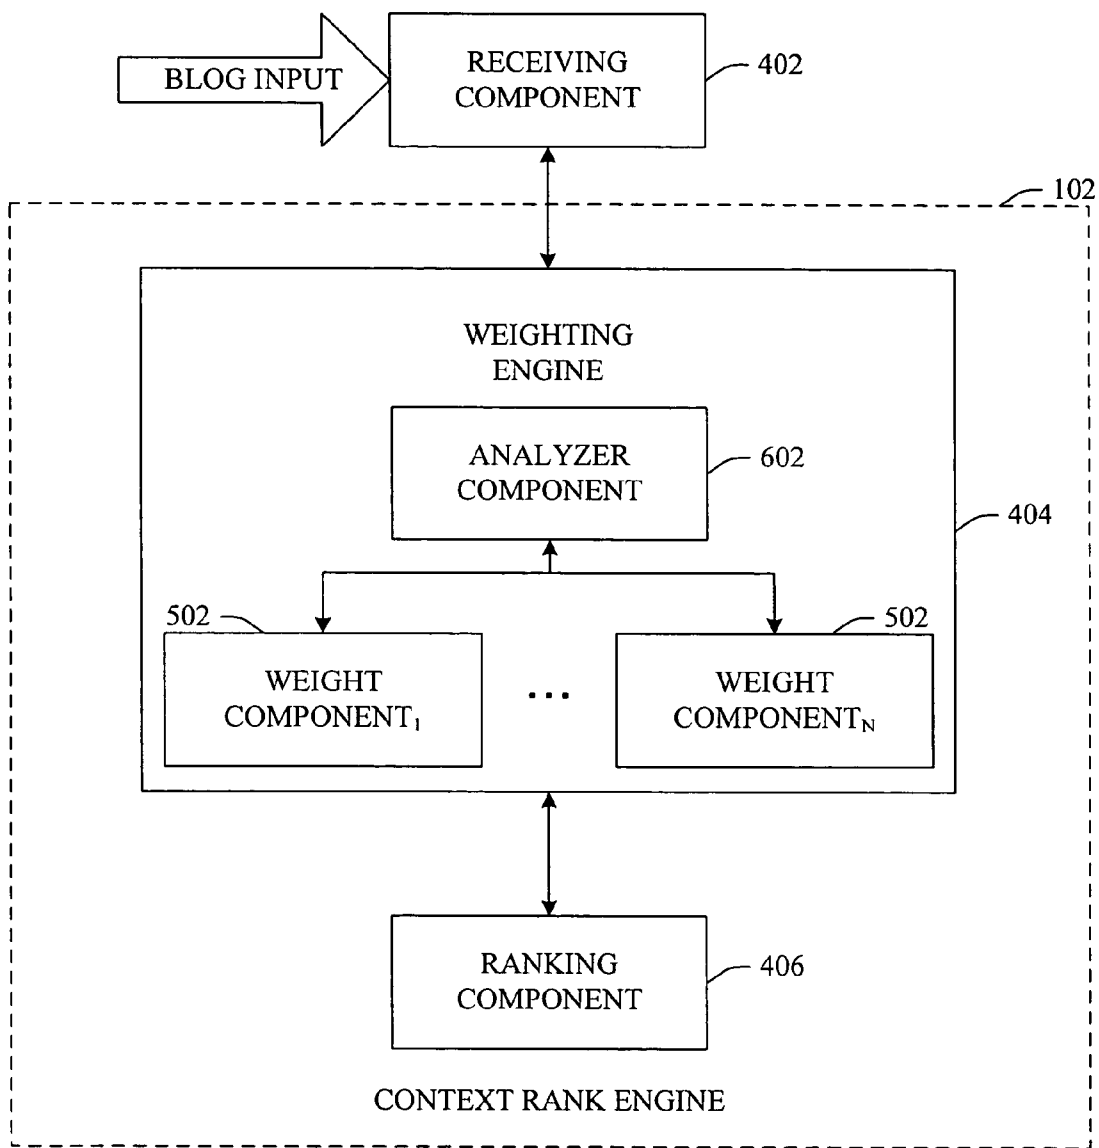 BLOG INPUT
RECEIVING
COMPONENT
402
102
WEIGHTING
ENGINE
ANALYZER
COMPONENT
602
404
502
502
WEIGHT
COMPONENT₁
...
WEIGHT
COMPONENT_N
RANKING
COMPONENT
406
CONTEXT RANK ENGINE